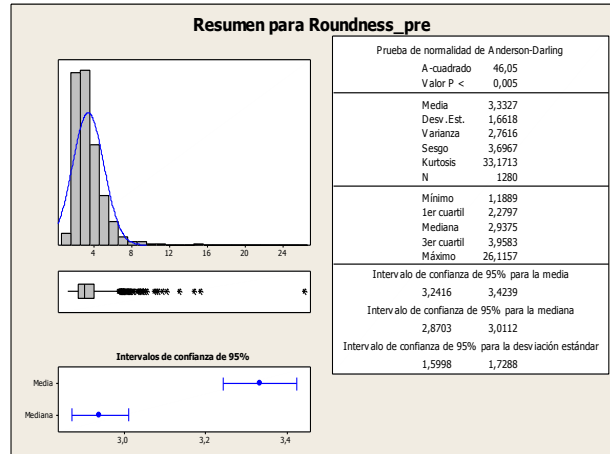 Resumen para Roundness_pre
4 8 12 16 20 24
Intervalos de confianza de 95%
Media
Mediana
3,0 3,2 3,4
Prueba de normalidad de Anderson-Darling
A-cuadrado 46,05
Valor P < 0,005
Media 3,3327
Desv.Est. 1,6618
Varianza 2,7616
Sesgo 3,6967
Kurtosis 33,1713
N 1280
Mínimo 1,1889
1er cuartil 2,2797
Mediana 2,9375
3er cuartil 3,9583
Máximo 26,1157
Intervalo de confianza de 95% para la media
3,2416 3,4239
Intervalo de confianza de 95% para la mediana
2,8703 3,0112
Intervalo de confianza de 95% para la desviación estándar
1,5998 1,7288